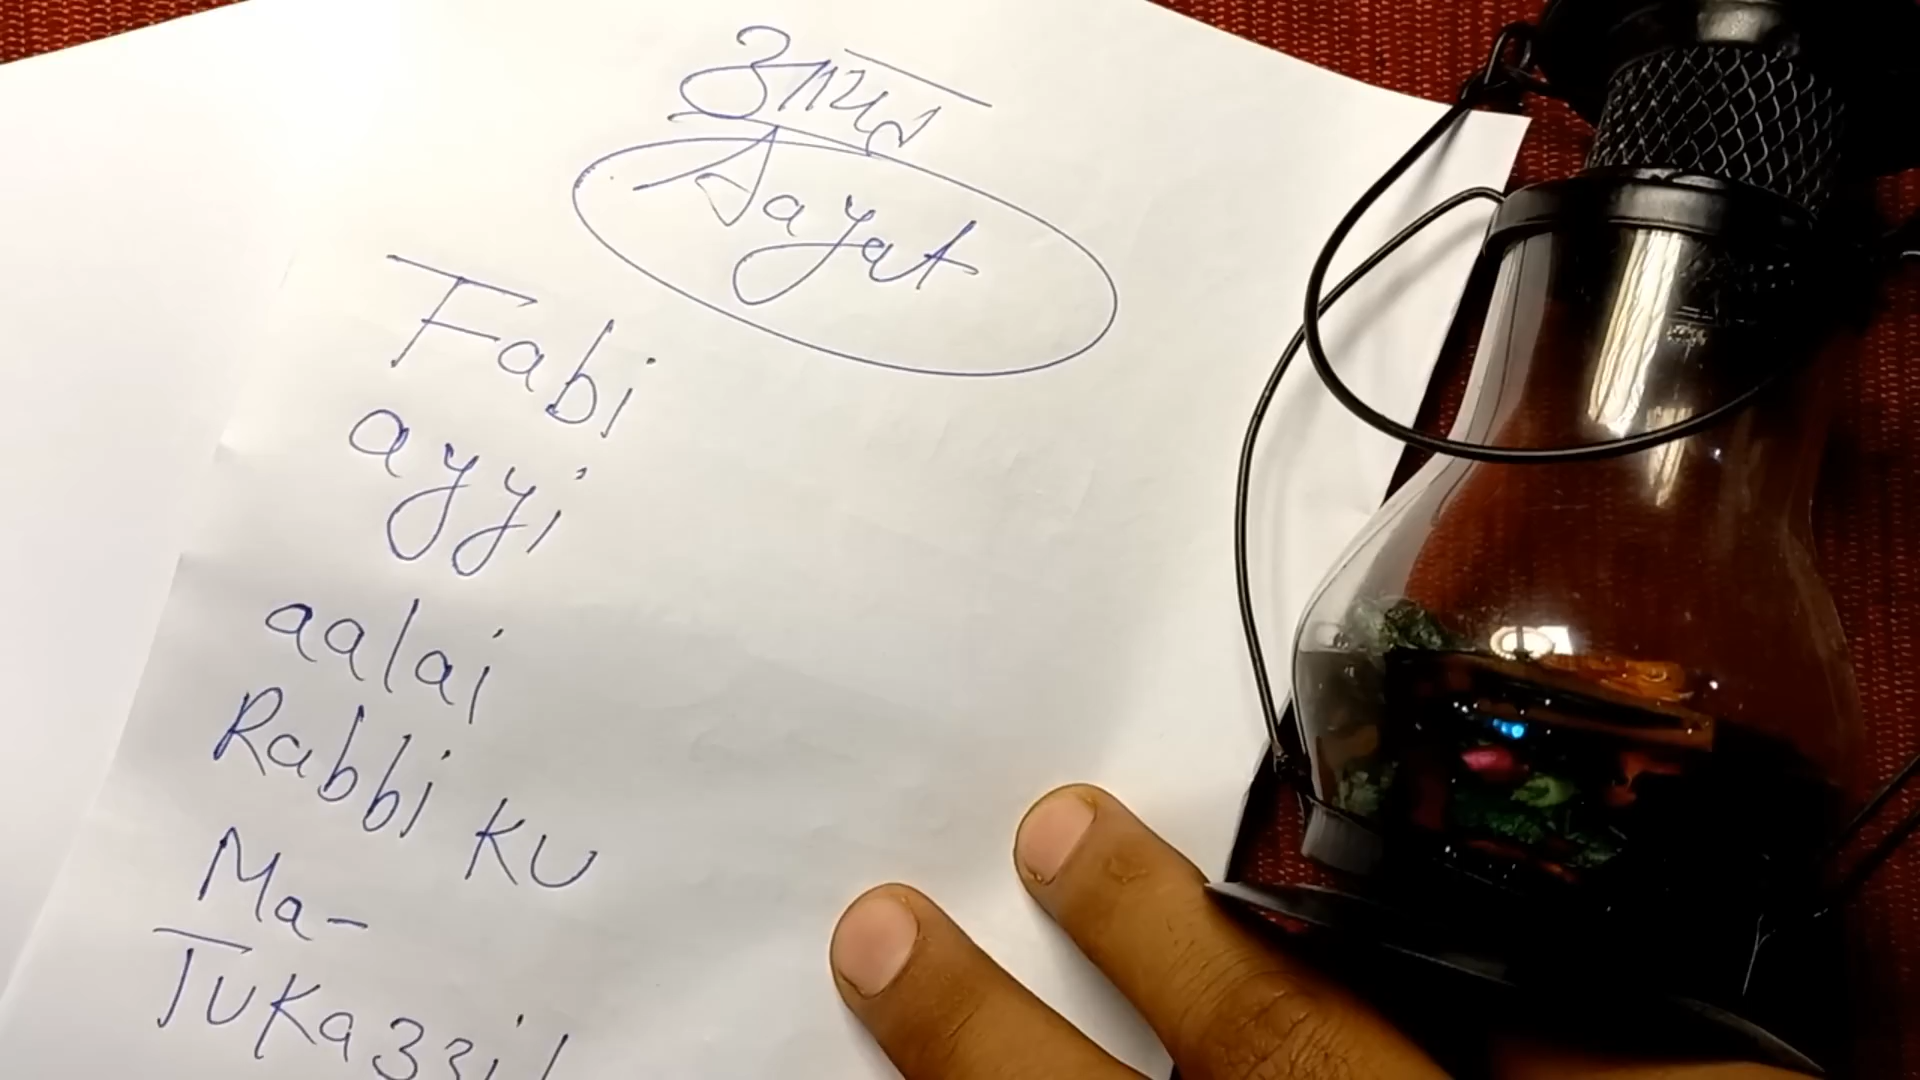 आयत
Aayat
Fabi
ayyi
aalai
Rabbi KU
Ma-
TUKa33i